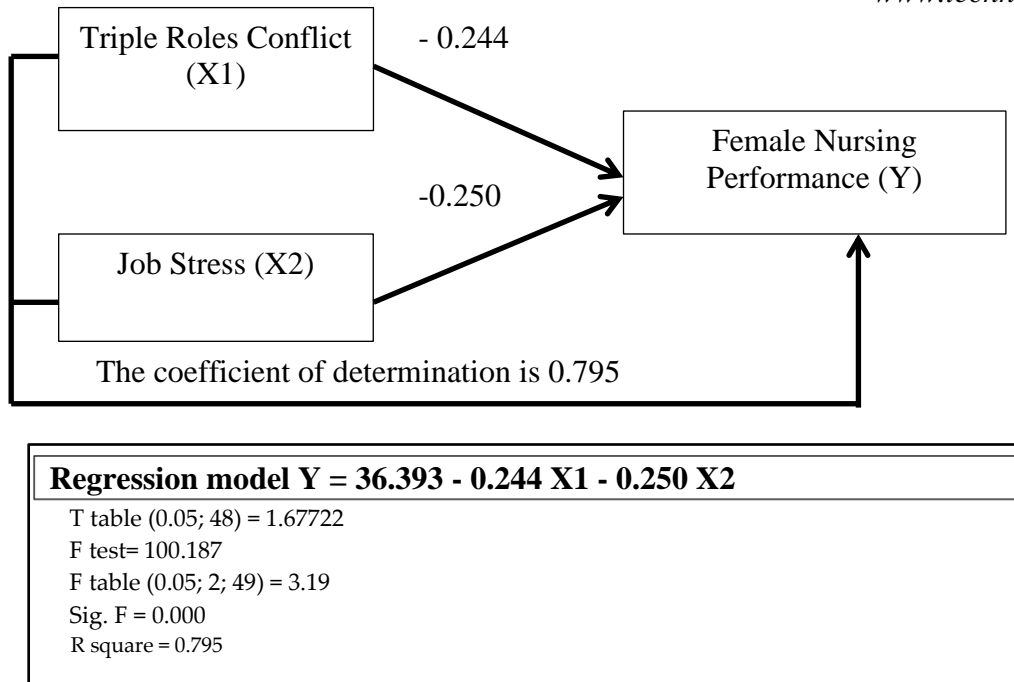 Triple Roles Conflict
(X1)
- 0.244
Female Nursing
Performance (Y)
-0.250
Job Stress (X2)
The coefficient of determination is 0.795
Regression model Y = 36.393 - 0.244 X1 - 0.250 X2
T table (0.05; 48) = 1.67722
F test= 100.187
F table (0.05; 2; 49) = 3.19
Sig. F = 0.000
R square = 0.795